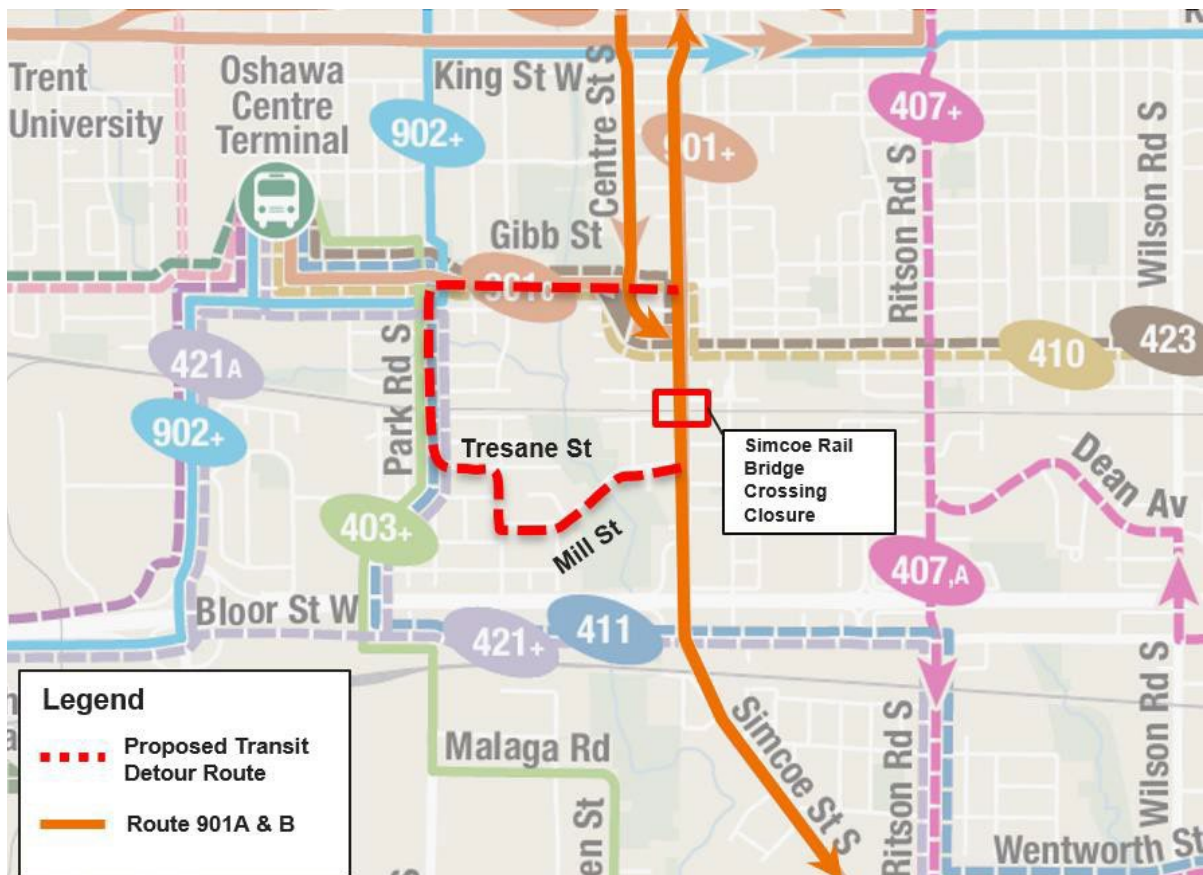 Trent
University
Oshawa
Centre
Terminal
902+
King St W
Centre St S
901+
407+
Ritson Rd S
Wilson Rd S
Gibb St
421A
902+
Park Rd S
410
423
Tresane St
Simcoe Rail
Bridge
Crossing
Closure
Dean Av
403+
Mill St
407,A
Bloor St W
421+
411
Legend
Proposed Transit
Detour Route
Route 901A & B
Malaga Rd
Simcoe St S
Ritson Rd S
Wilson Rd S
Wentworth St